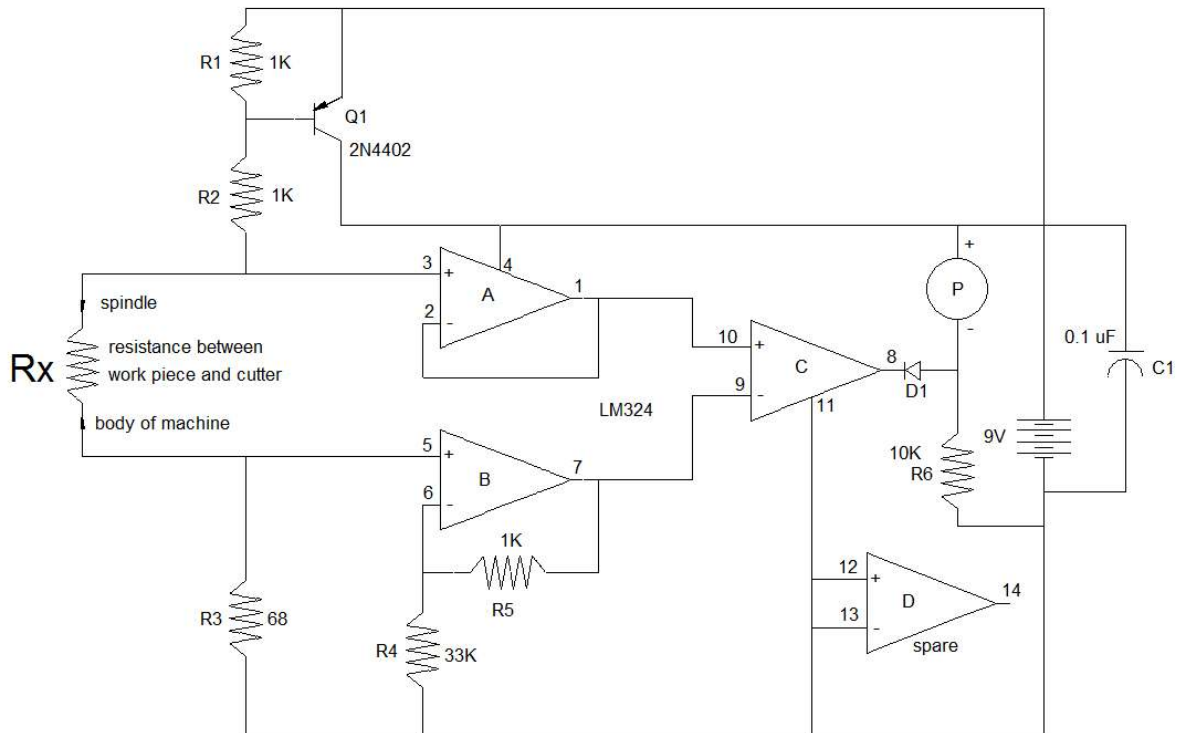 R1
1K
Q1
2N4402
R2
1K
3
+
4
A
1
2
-
+
P
-
spindle
Rx
resistance between
work piece and cutter
body of machine
10
+
C
8
9
-
D1
11
0.1 uF
C1
LM324
5
+
B
7
6
-
10K
R6
9V
1K
R5
R3
68
R4
33K
12
+
D
14
13
-
spare